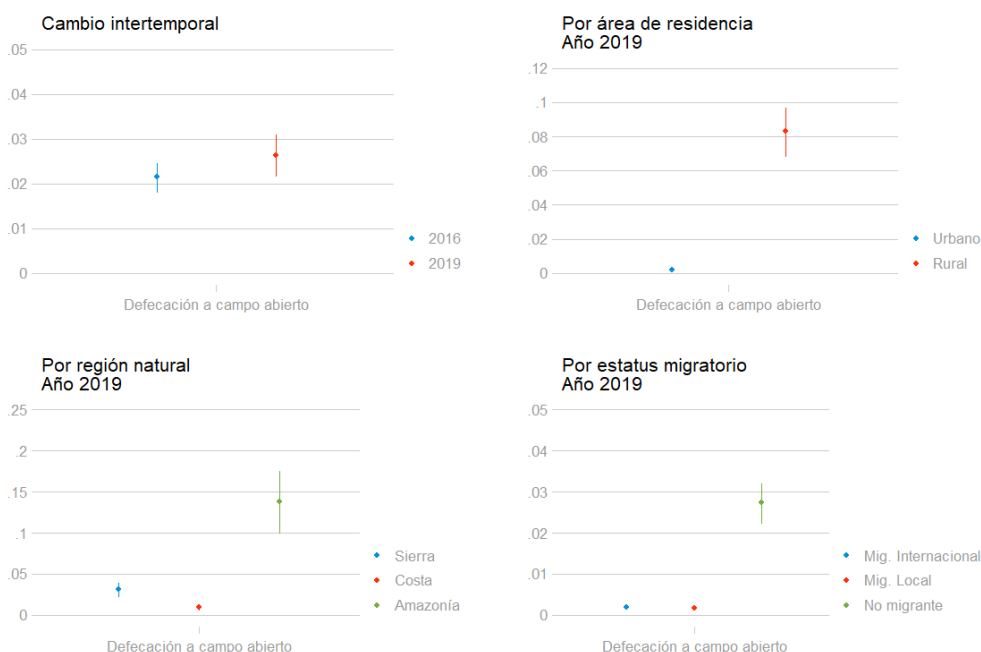 Cambio intertemporal
.05
.04
.03
.02
.01
0
Defecación a campo abierto
2016
2019
Por área de residencia
Año 2019
.12
.1
.08
.06
.04
.02
0
Defecación a campo abierto
Urbano
Rural
Por región natural
Año 2019
.25
.2
.15
.1
.05
0
Defecación a campo abierto
Sierra
Costa
Amazonía
Por estatus migratorio
Año 2019
.05
.04
.03
.02
.01
0
Defecación a campo abierto
Mig. Internacional
Mig. Local
No migrante